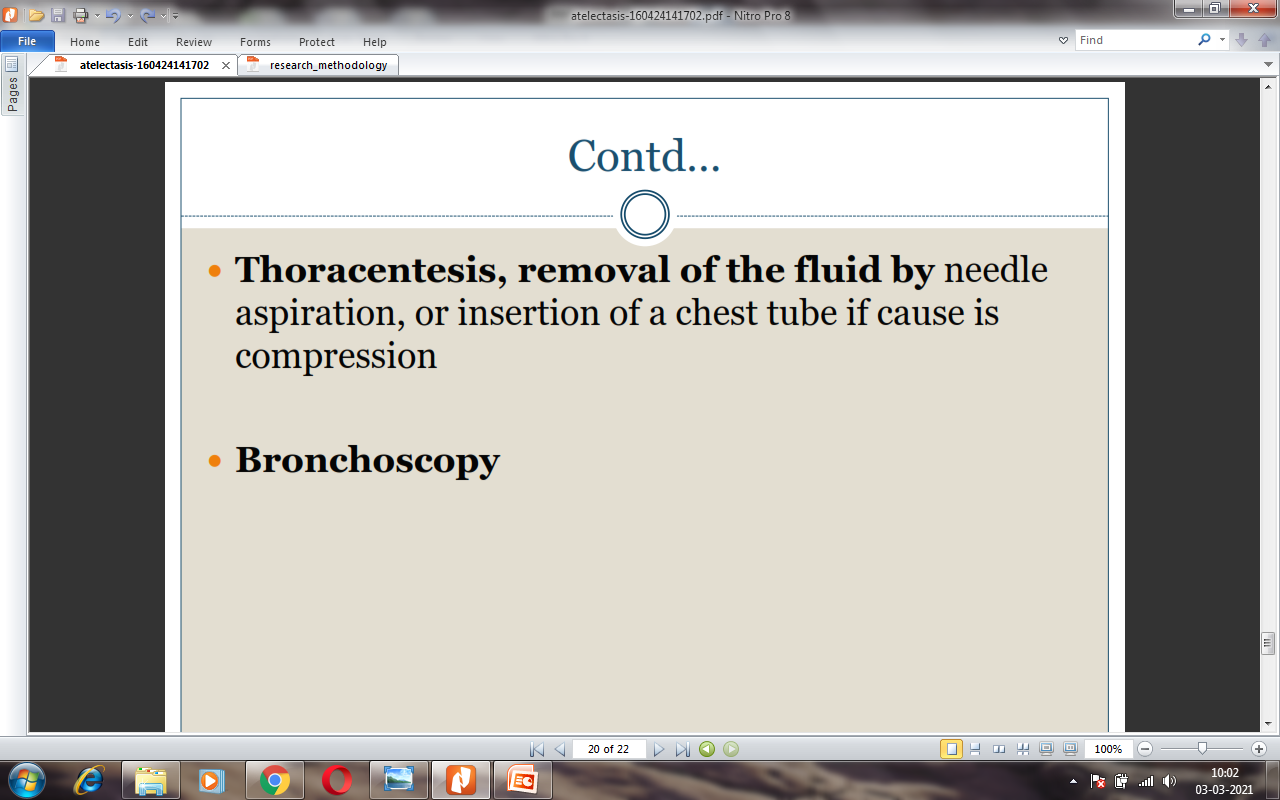 atelectasis-160424141702.pdf - Nitro Pro 8
File Home Edit Review Forms Protect Help
Find
atelectasis-160424141702 research_methodology
Pages
Contd...
Thoracentesis, removal of the fluid by needle
aspiration, or insertion of a chest tube if cause is
compression
Bronchoscopy
20 of 22
100%
10:02
03-03-2021